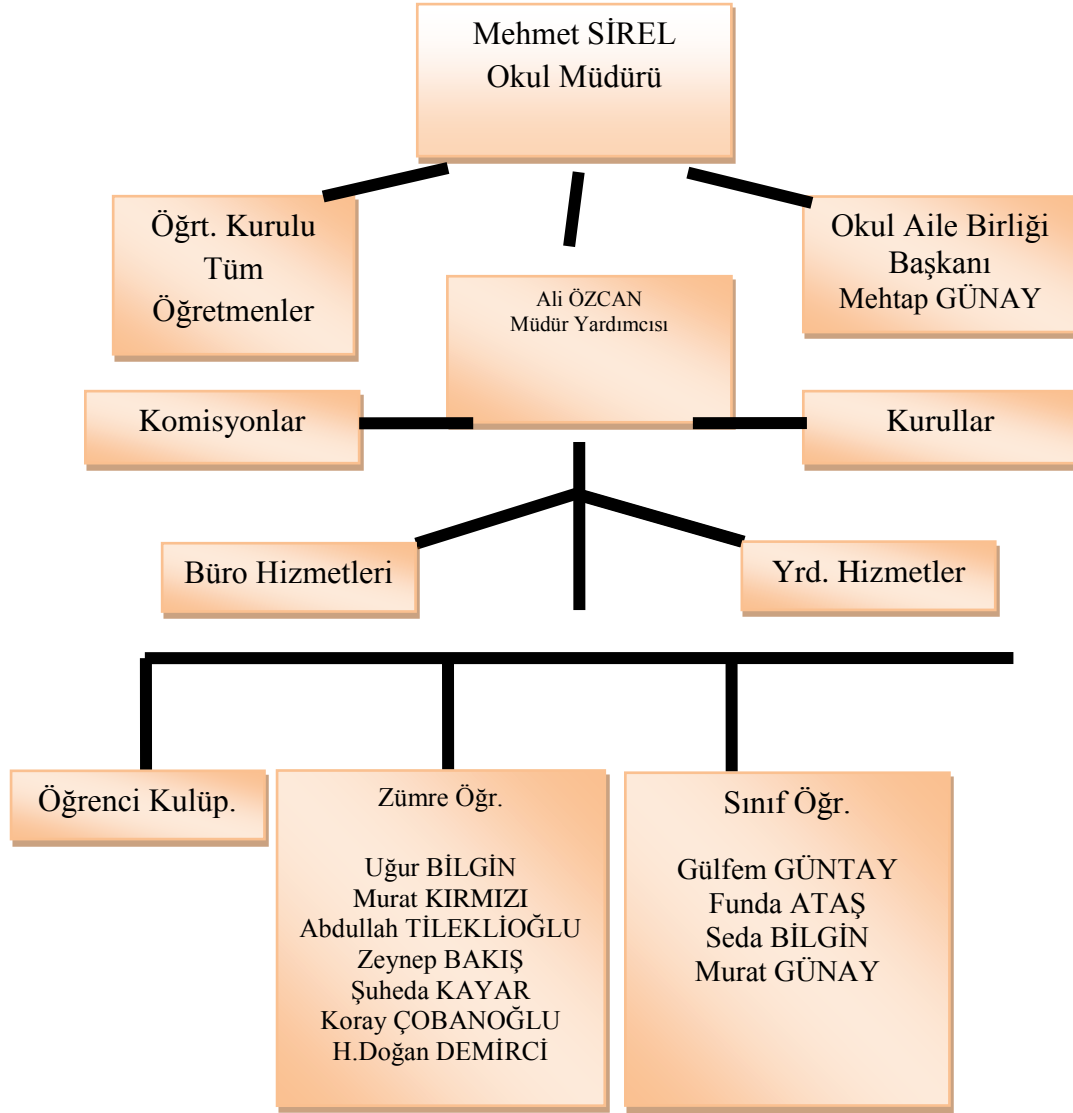 Mehmet SİREL
Okul Müdürü
Öğrt. Kurulu
Tüm
Öğretmenler
Okul Aile Birliği
Başkanı
Mehtap GÜNAY
Ali ÖZCAN
Müdür Yardımcısı
Komisyonlar
Kurullar
Büro Hizmetleri
Yrd. Hizmetler
Öğrenci Kulüp.
Zümre Öğr.
Uğur BİLGİN
Murat KIRMIZI
Abdullah TİLEKLİOĞLU
Zeynep BAKIŞ
Şuheda KAYAR
Koray ÇOBANOĞLU
H.Doğan DEMİRCİ
Sınıf Öğr.
Gülfem GÜNTAY
Funda ATAŞ
Seda BİLGİN
Murat GÜNAY